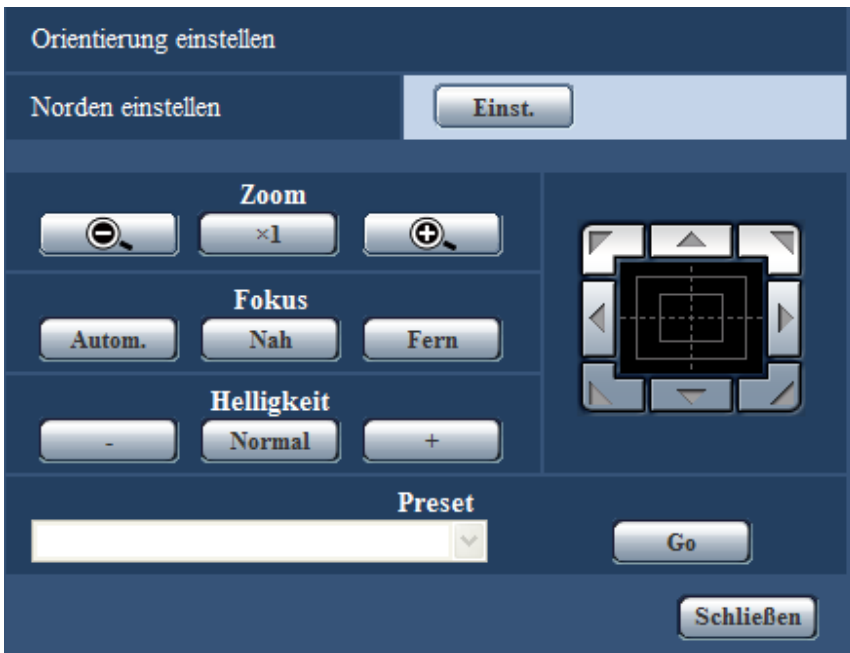 Orientierung einstellen
Norden einstellen
Einst.
Zoom
×1
Fokus
Autom.
Nah
Fern
Helligkeit
-
Normal
+
Preset
Go
Schließen